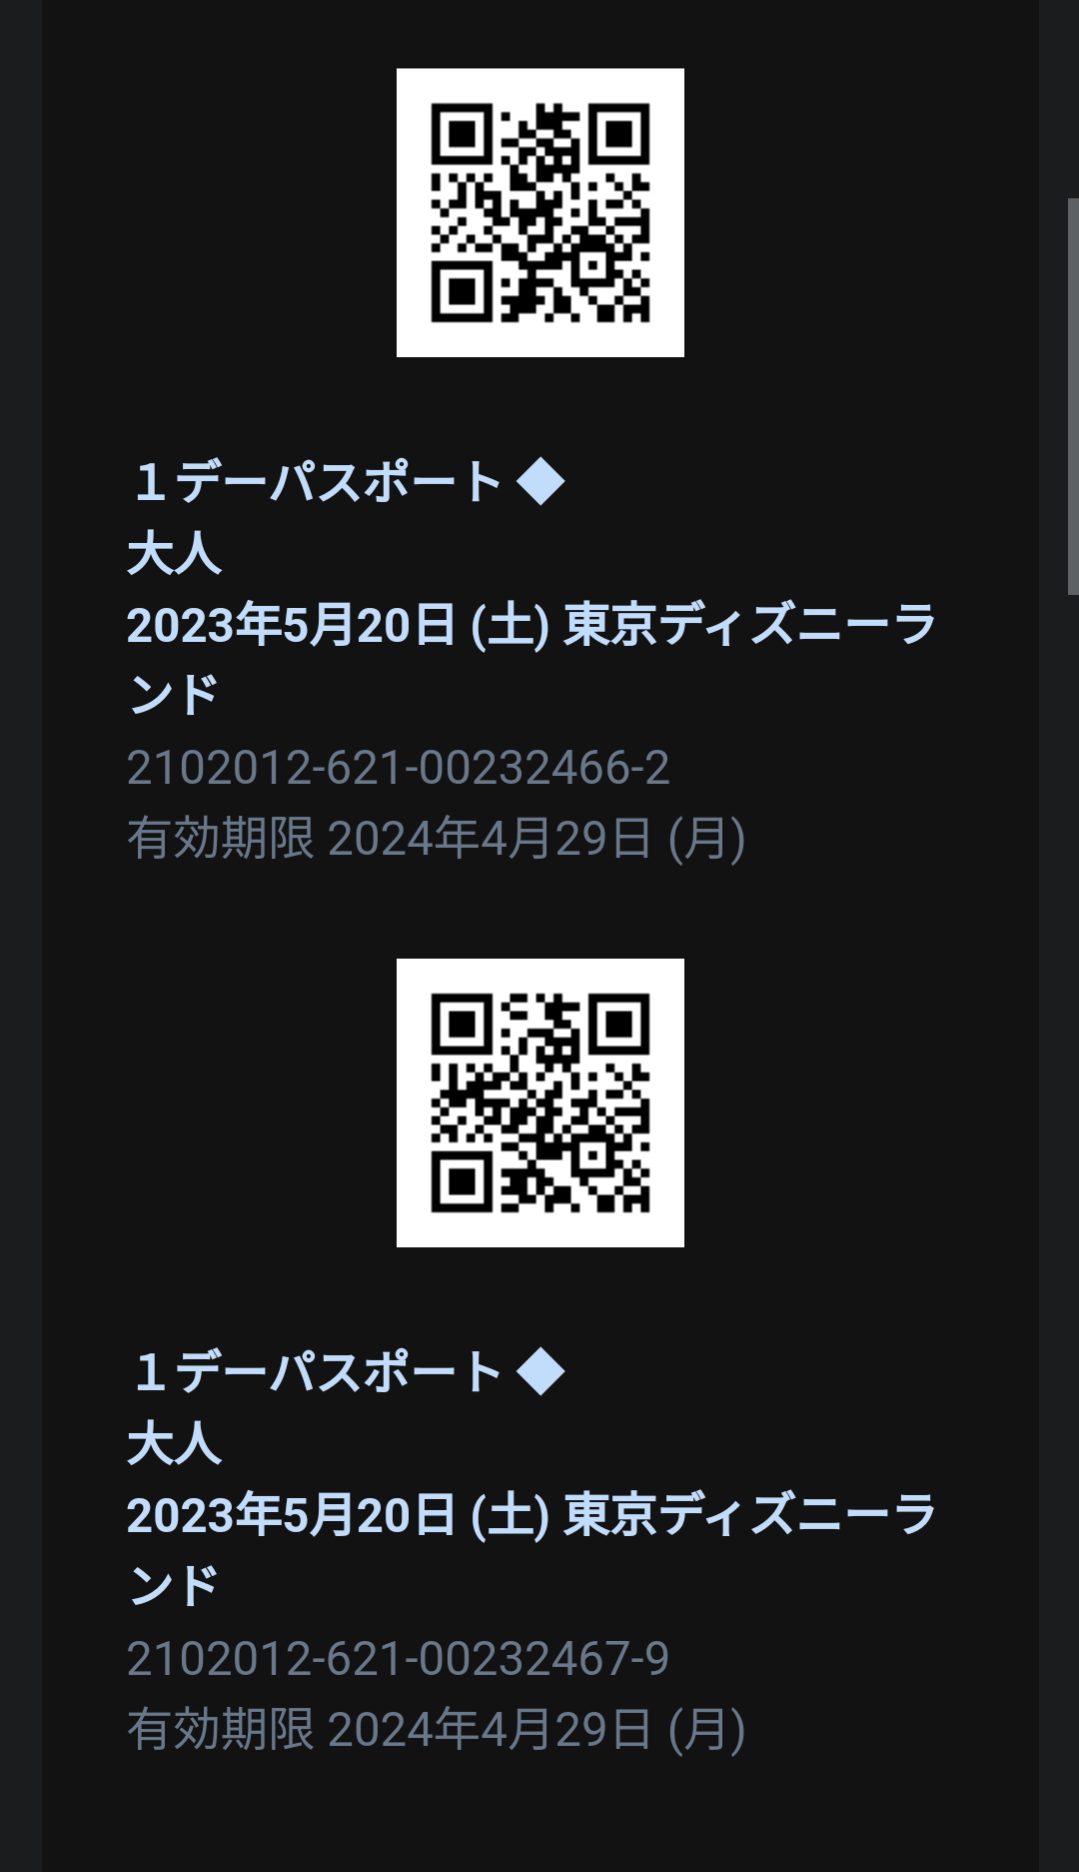 １デーパスポート ◆
大人
2023年5月20日 (土) 東京ディズニーラ
ンド
2102012-621-00232466-2
有効期限 2024年4月29日 (月)
１デーパスポート ◆
大人
2023年5月20日 (土) 東京ディズニーラ
ンド
2102012-621-00232467-9
有効期限 2024年4月29日 (月)